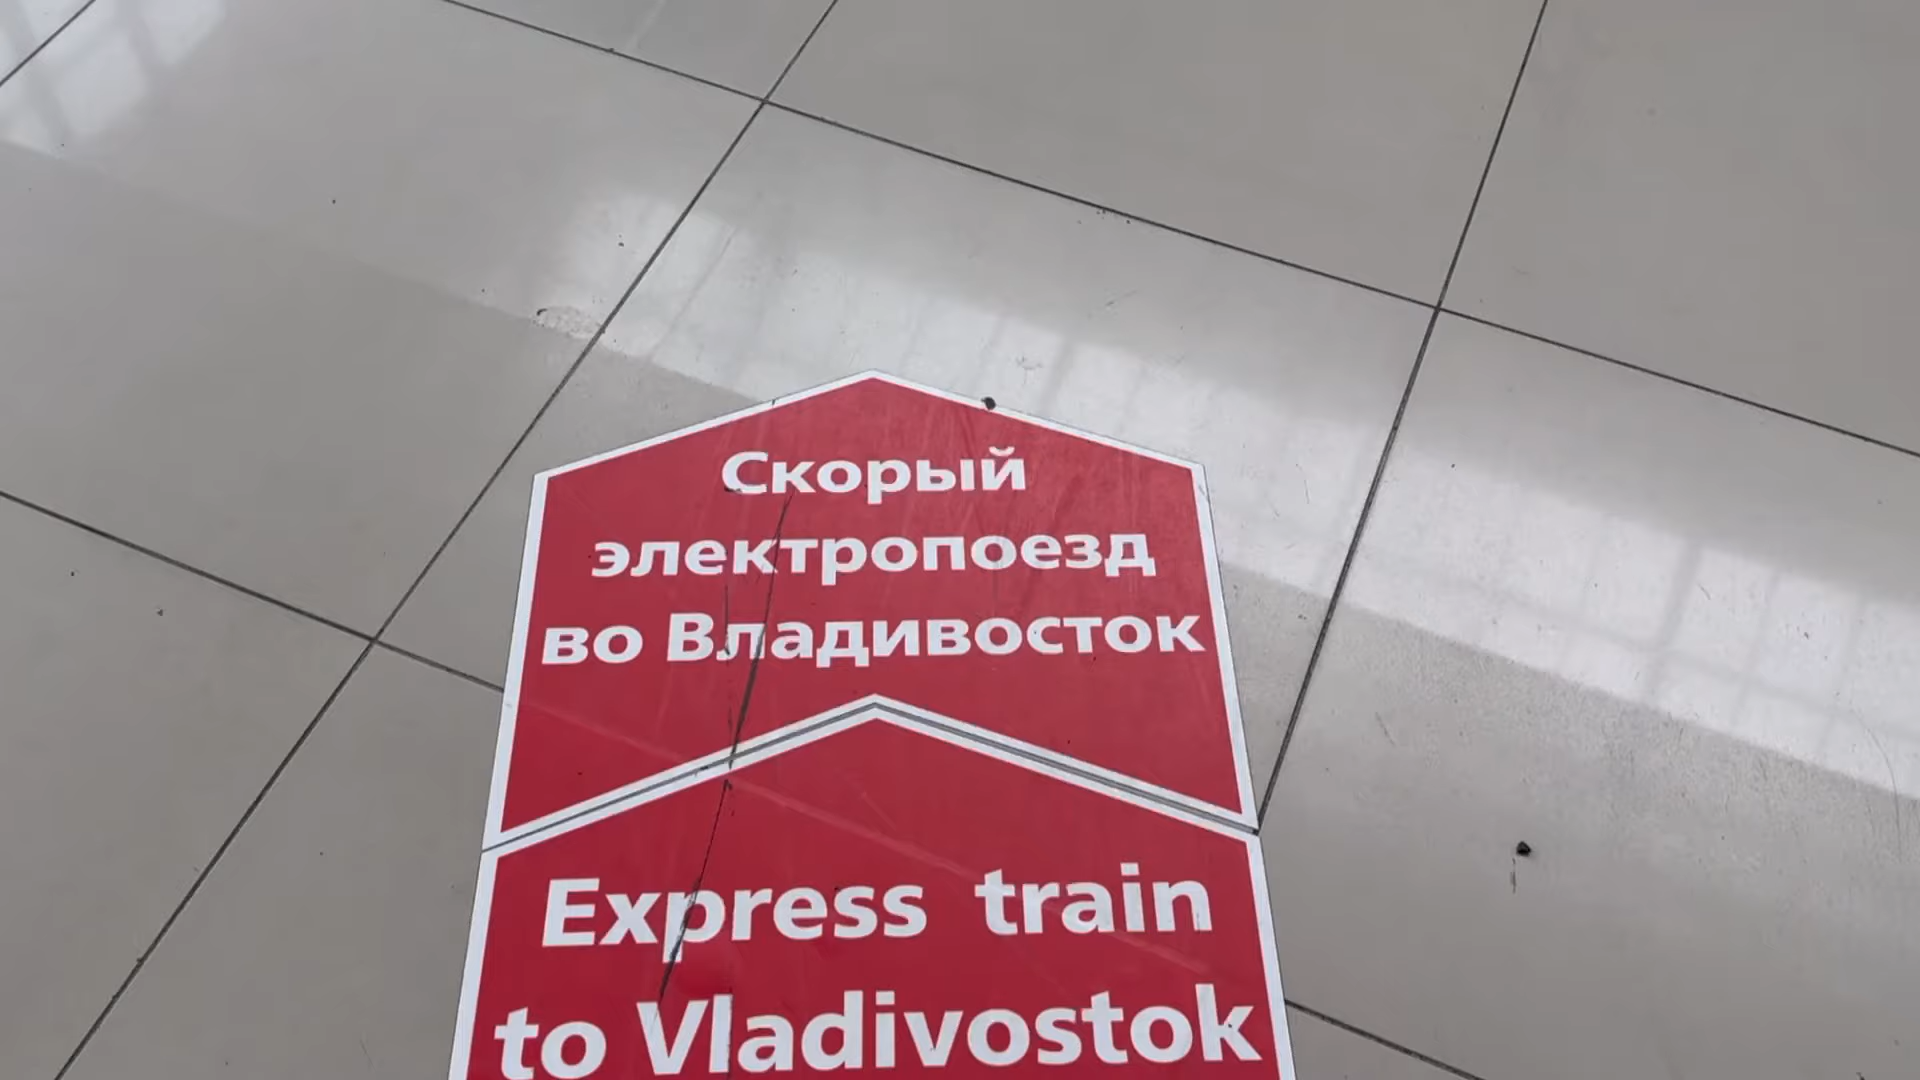 Скорый
электропоезд
во Владивосток
Express train
to Vladivostok